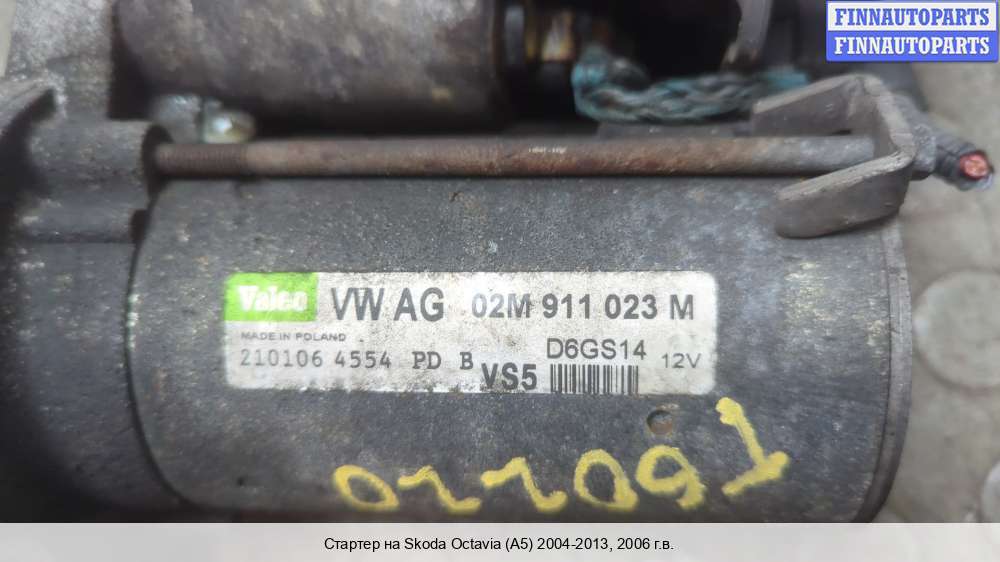 FINNAUTOPARTS
FINNAUTOPARTS
Valeo VW AG 02M 911 023 M
MADE IN POLAND
210106 4554 PD B VS5 D6GS14 12V
Стартер на Skoda Octavia (A5) 2004-2013, 2006 г.в.